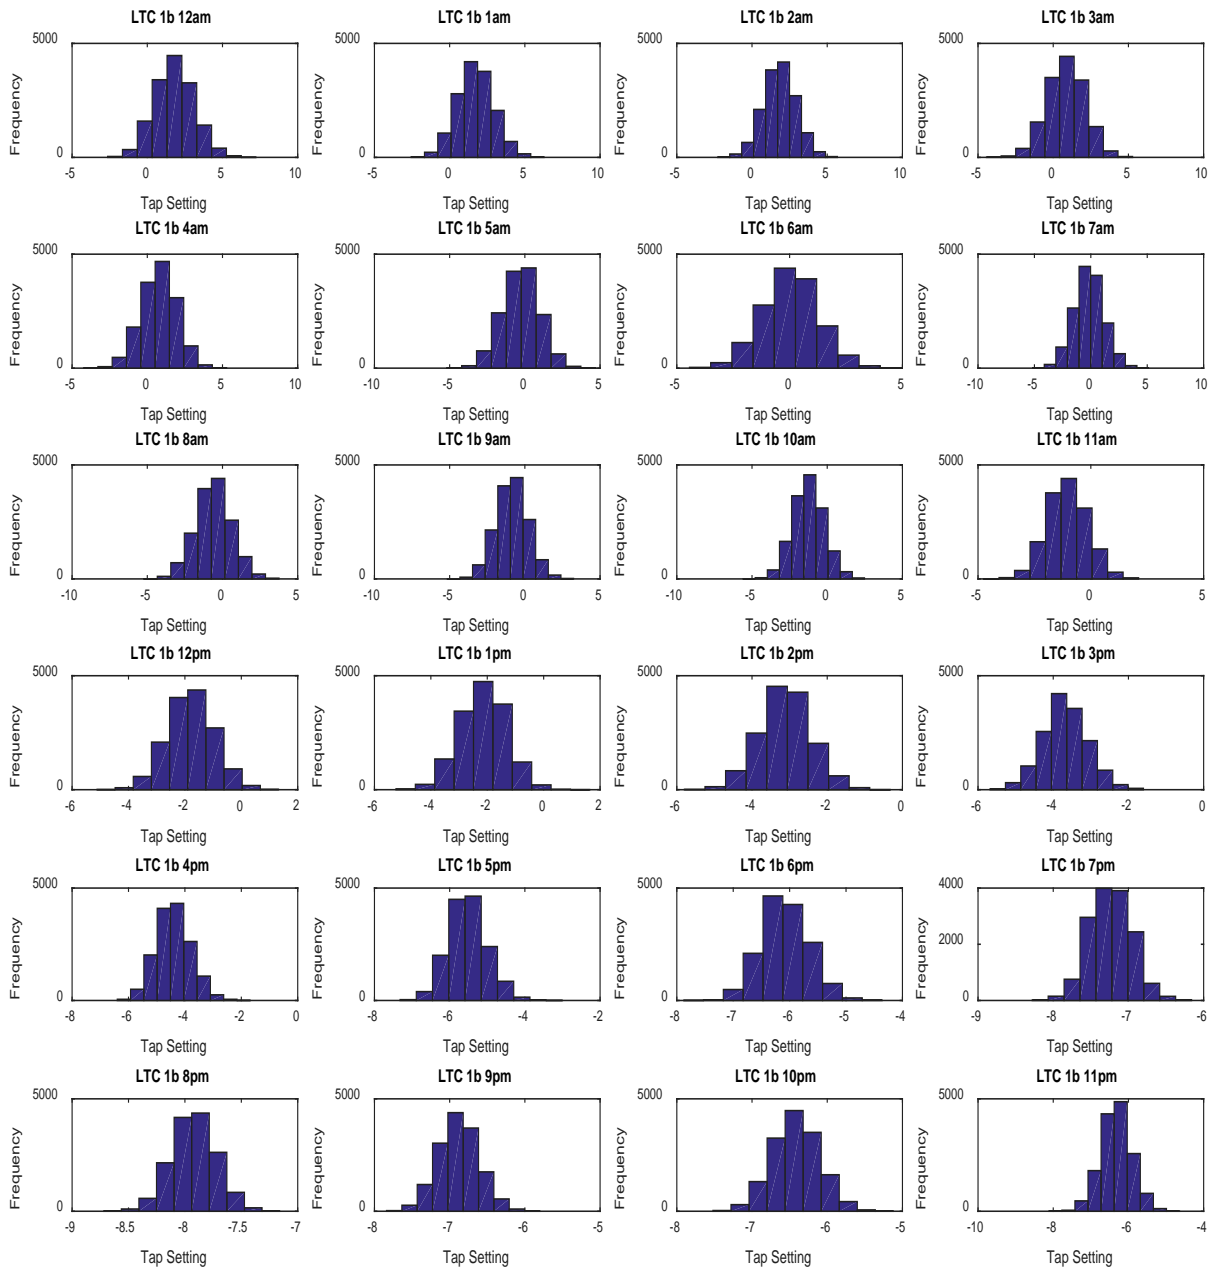 LTC 1b 12am LTC 1b 1am LTC 1b 2am LTC 1b 3am
5000 5000 5000 5000
Frequency Frequency Frequency Frequency
0 0 0 0
-5 0 5 10 -5 0 5 10 -5 0 5 10 -5 0 5 10
Tap Setting Tap Setting Tap Setting Tap Setting
LTC 1b 4am LTC 1b 5am LTC 1b 6am LTC 1b 7am
5000 5000 5000 5000
Frequency Frequency Frequency Frequency
0 0 0 0
-5 0 5 10 -10 -5 0 5 -5 0 5 -10 -5 0 5 10
Tap Setting Tap Setting Tap Setting Tap Setting
LTC 1b 8am LTC 1b 9am LTC 1b 10am LTC 1b 11am
5000 5000 5000 5000
Frequency Frequency Frequency Frequency
0 0 0 0
-10 -5 0 5 -10 -5 0 5 -10 -5 0 5 -5 0 5
Tap Setting Tap Setting Tap Setting Tap Setting
LTC 1b 12pm LTC 1b 1pm LTC 1b 2pm LTC 1b 3pm
5000 5000 5000 5000
Frequency Frequency Frequency Frequency
0 0 0 0
-6 -4 -2 0 2 -6 -4 -2 0 2 -6 -4 -2 0 -6 -4 -2 0
Tap Setting Tap Setting Tap Setting Tap Setting
LTC 1b 4pm LTC 1b 5pm LTC 1b 6pm LTC 1b 7pm
5000 5000 5000 4000
2000
Frequency Frequency Frequency Frequency
0 0 0 0
-8 -6 -4 -2 0 -8 -6 -4 -2 -8 -7 -6 -5 -4 -9 -8 -7 -6
Tap Setting Tap Setting Tap Setting Tap Setting
LTC 1b 8pm LTC 1b 9pm LTC 1b 10pm LTC 1b 11pm
5000 5000 5000 5000
Frequency Frequency Frequency Frequency
0 0 0 0
-9 -8.5 -8 -7.5 -7 -8 -7 -6 -5 -8 -7 -6 -5 -10 -8 -6 -4
Tap Setting Tap Setting Tap Setting Tap Setting